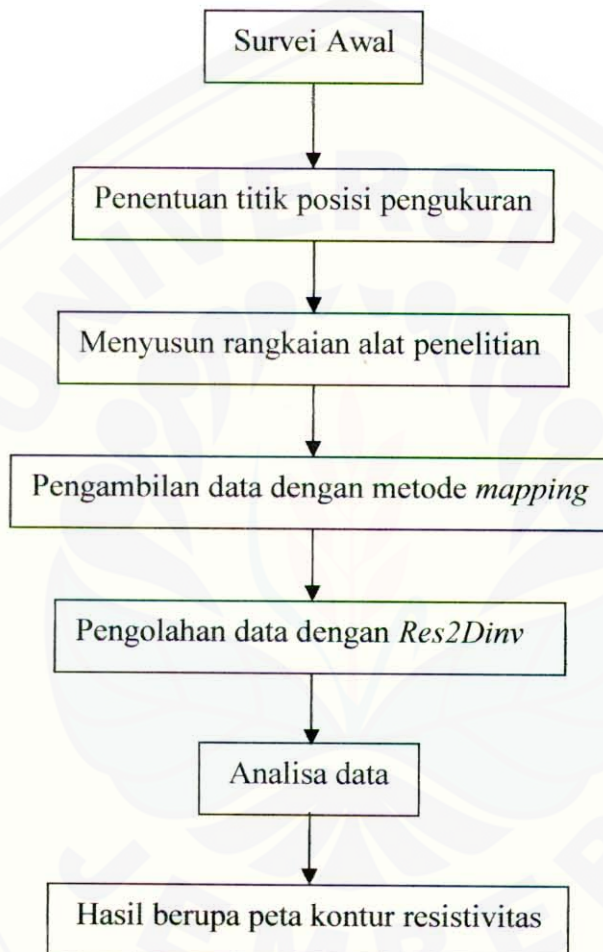 Survei Awal
Penentuan titik posisi pengukuran
Menyusun rangkaian alat penelitian
Pengambilan data dengan metode mapping
Pengolahan data dengan Res2Dinv
Analisa data
Hasil berupa peta kontur resistivitas